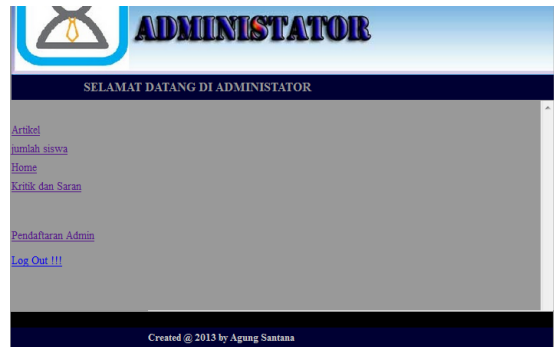 ADMINISTATOR
SELAMAT DATANG DI ADMINISTATOR
Artikel
jumlah siswa
Home
Kritik dan Saran
Pendaftaran Admin
Log Out !!!
Created @ 2013 by Agung Santana